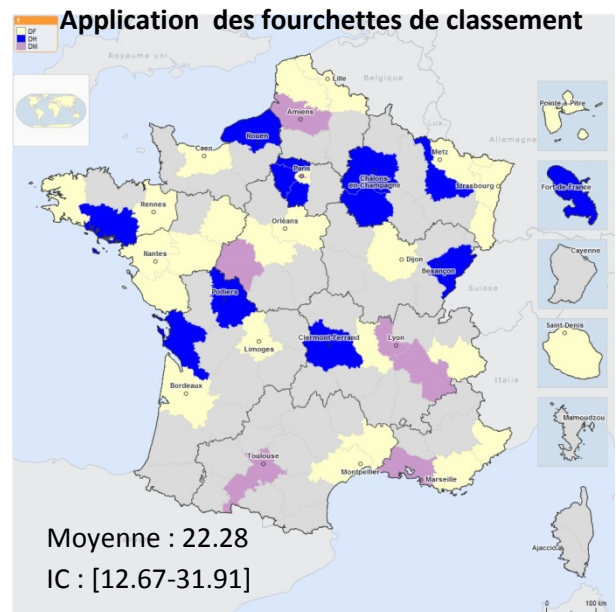 Application des fourchettes de classement
1
DF
DH
DM
Royaume uni
Belgique
Lille
Amiens
Lux.
Allemagne
Pointe-à-Pitre
Rouen
Caen
Paris
Metz
Châlons-
en-Champagne
Strasbourg
Fort-de-France
Rennes
Orléans
Nantes
Dijon
Besançon
Cayenne
Suisse
Poitiers
Limoges
Clermont-Ferrand
Lyon
Saint-Denis
Italie
Bordeaux
Mamoudzou
Toulouse
Montpellier
Marseille
Moyenne : 22.28
IC : [12.67-31.91]
Ajaccio
0 100 km